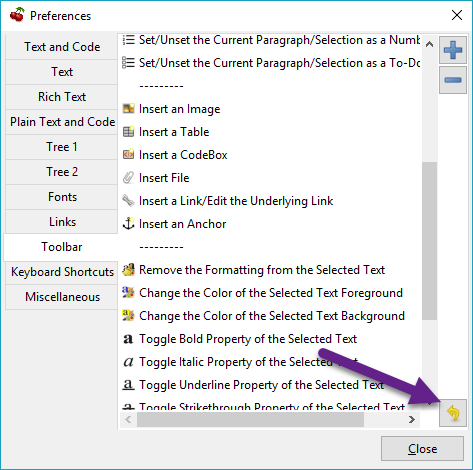 Preferences
Text and Code
Text
Rich Text
Plain Text and Code
Tree 1
Tree 2
Fonts
Links
Toolbar
Keyboard Shortcuts
Miscellaneous
Set/Unset the Current Paragraph/Selection as a Num
Set/Unset the Current Paragraph/Selection as a To-Do
---------
Insert an Image
Insert a Table
Insert a CodeBox
Insert File
Insert a Link/Edit the Underlying Link
Insert an Anchor
---------
Remove the Formatting from the Selected Text
Change the Color of the Selected Text Foreground
Change the Color of the Selected Text Background
a Toggle Bold Property of the Selected Text
a Toggle Italic Property of the Selected Text
a Toggle Underline Property of the Selected Text
a Toggle Strikethrough Property of the Selected Text
Close